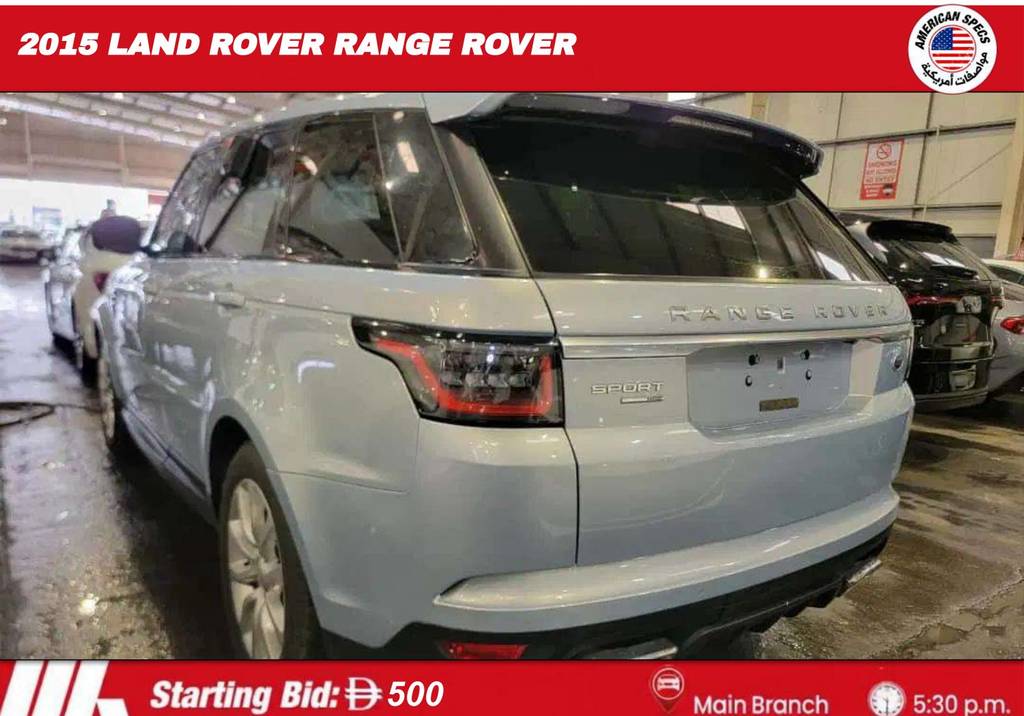 2015 LAND ROVER RANGE ROVER
AMERICAN SPECS
مواصفات أمريكية
RANGE ROVER
SPORT
Starting Bid: 500
Main Branch
5:30 p.m.